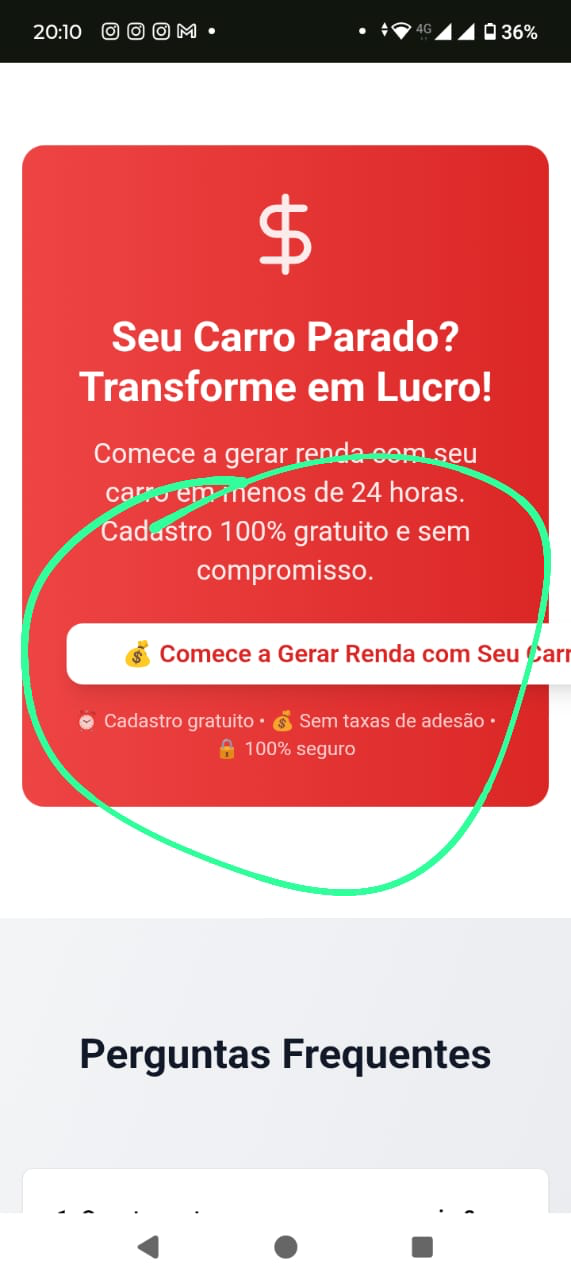 20:10 4G 36%
$
Seu Carro Parado?
Transforme em Lucro!
Comece a gerar renda com seu
carro em menos de 24 horas.
Cadastro 100% gratuito e sem
compromisso.
💰 Comece a Gerar Renda com Seu Carr
⏰ Cadastro gratuito • 💰 Sem taxas de adesão •
🔒 100% seguro
Perguntas Frequentes